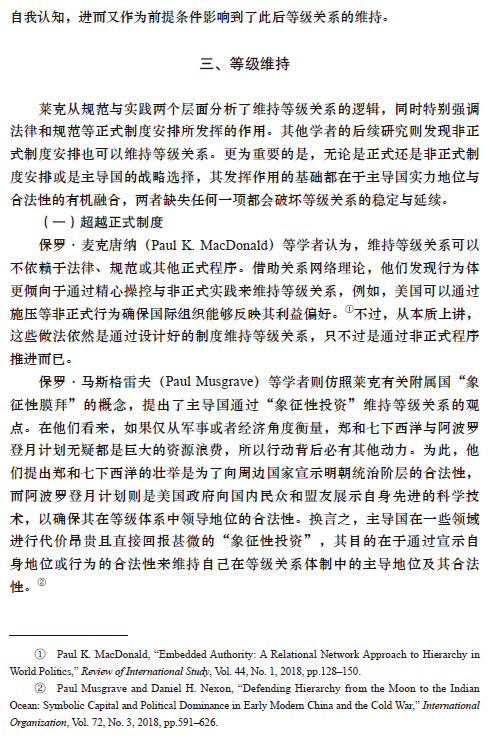 自我认知，进而又作为前提条件影响到了此后等级关系的维持。
三、等级维持
莱克从规范与实践两个层面分析了维持等级关系的逻辑，同时特别强调
法律和规范等正式制度安排所发挥的作用。其他学者的后续研究则发现非正
式制度安排也可以维持等级关系。更为重要的是，无论是正式还是非正式制
度安排或是主导国的战略选择，其发挥作用的基础都在于主导国实力地位与
合法性的有机融合，两者缺失任何一项都会破坏等级关系的稳定与延续。
（一）超越正式制度
保罗·麦克唐纳（Paul K. MacDonald）等学者认为，维持等级关系可以
不依赖于法律、规范或其他正式程序。借助关系网络理论，他们发现行为体
更倾向于通过精心操控与非正式实践来维持等级关系，例如，美国可以通过
施压等非正式行为确保国际组织能够反映其利益偏好。①不过，从本质上讲，
这些做法依然是通过设计好的制度维持等级关系，只不过是通过非正式程序
推进而已。
保罗·马斯格雷夫（Paul Musgrave）等学者则仿照莱克有关附属国“象
征性膜拜”的概念，提出了主导国通过“象征性投资”维持等级关系的观
点。在他们看来，如果仅从军事或者经济角度衡量，郑和七下西洋与阿波罗
登月计划无疑都是巨大的资源浪费，所以行动背后必有其他动力。为此，他
们提出郑和七下西洋的壮举是为了向周边国家宣示明朝统治阶层的合法性，
而阿波罗登月计划则是美国政府向国内民众和盟友展示自身先进的科学技
术，以确保其在等级体系中领导地位的合法性。换言之，主导国在一些领域
进行代价昂贵且直接回报甚微的“象征性投资”，其目的在于通过宣示自
身地位或行为的合法性来维持自己在等级关系体制中的主导地位及其合法
性。②
① Paul K. MacDonald, “Embedded Authority: A Relational Network Approach to Hierarchy in
World Politics,” Review of International Study, Vol. 44, No. 1, 2018, pp.128–150.
② Paul Musgrave and Daniel H. Nexon, “Defending Hierarchy from the Moon to the Indian
Ocean: Symbolic Capital and Political Dominance in Early Modern China and the Cold War,” International
Organization, Vol. 72, No. 3, 2018, pp.591–626.